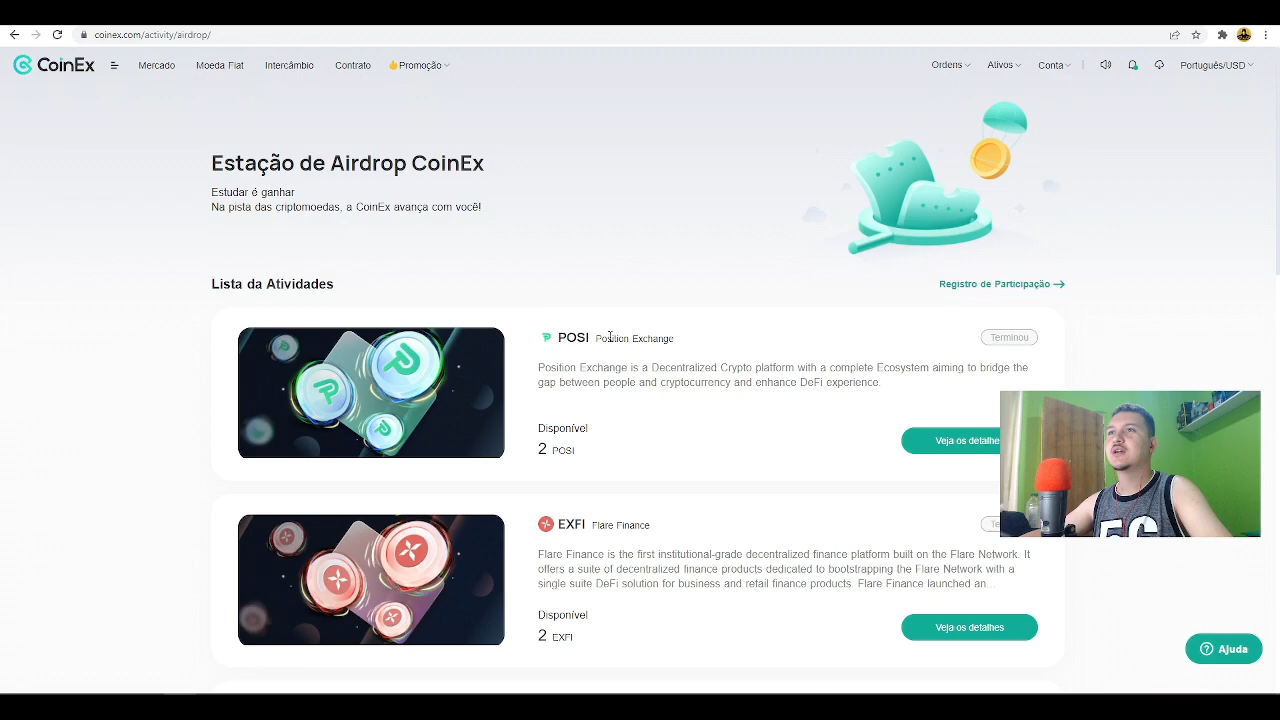 coinex.com/activity/airdrop/
CoinEx Mercado Moeda Fiat Intercâmbio Contrato Promoção Ordens Ativos Conta Português/USD
Estação de Airdrop CoinEx
Estudar é ganhar
Na pista das criptomoedas, a CoinEx avança com você!
Lista da Atividades
Registro de Participação →
POSI Position Exchange
Terminou
Position Exchange is a Decentralized Crypto platform with a complete Ecosystem aiming to bridge the
gap between people and cryptocurrency and enhance DeFi experience.
Disponível
2 POSI
Veja os detalhe
EXFI Flare Finance
Te
Flare Finance is the first institutional-grade decentralized finance platform built on the Flare Network. It
offers a suite of decentralized finance products dedicated to bootstrapping the Flare Network with a
single suite DeFi solution for business and retail finance products. Flare Finance launched an...
Disponível
2 EXFI
Veja os detalhes
Ajuda